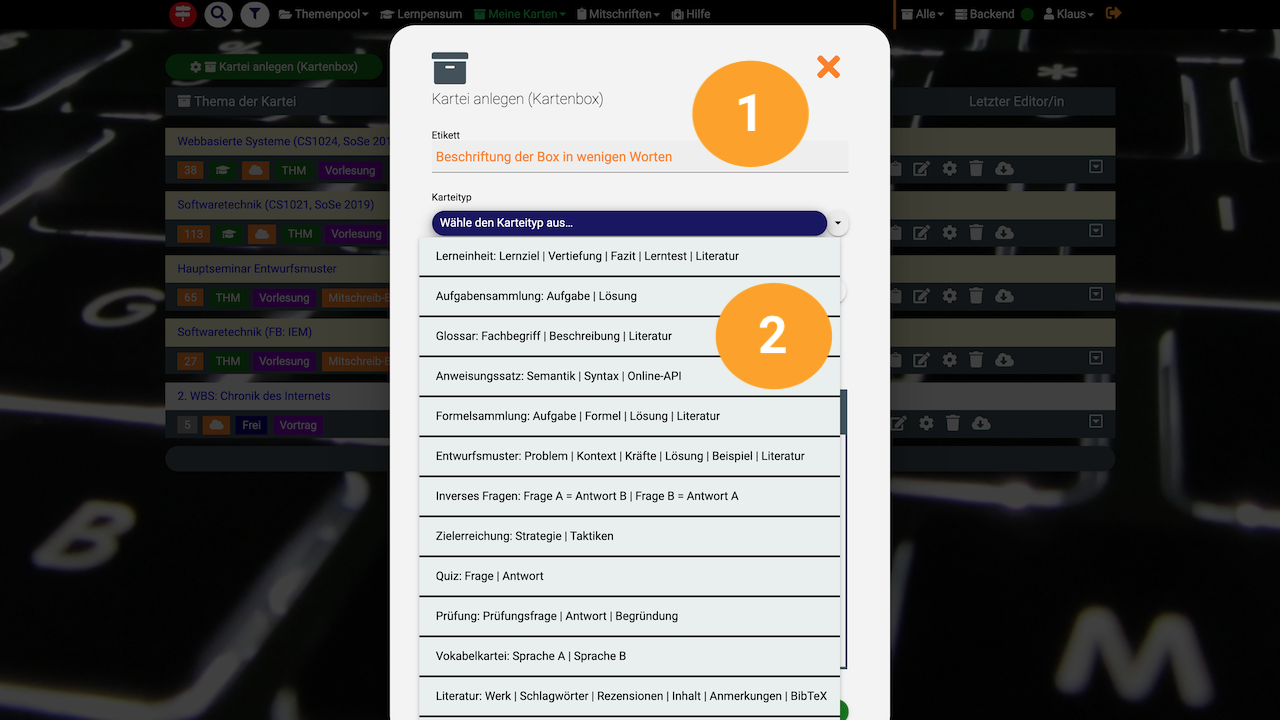 Themenpool Lernpensum Meine Karten Mitschriften Hilfe Alle Backend Klaus
Kartei anlegen (Kartenbox)
Thema der Kartei
Letzter Editor/in
Webbasierte Systeme (CS1024, SoSe 201
38 THM Vorlesung
Softwaretechnik (CS1021, SoSe 2019)
113 THM Vorlesung
Hauptseminar Entwurfsmuster
65 THM Vorlesung Mitschreib-E
Softwaretechnik (FB: IEM)
27 THM Vorlesung Mitschreib-E
2. WBS: Chronik des Internets
5 Frei Vortrag
Kartei anlegen (Kartenbox)
1
Etikett
Beschriftung der Box in wenigen Worten
Karteityp
Wähle den Karteityp aus...
Lerneinheit: Lernziel | Vertiefung | Fazit | Lerntest | Literatur
Aufgabensammlung: Aufgabe | Lösung
Glossar: Fachbegriff | Beschreibung | Literatur
2
Anweisungssatz: Semantik | Syntax | Online-API
Formelsammlung: Aufgabe | Formel | Lösung | Literatur
Entwurfsmuster: Problem | Kontext | Kräfte | Lösung | Beispiel | Literatur
Inverses Fragen: Frage A = Antwort B | Frage B = Antwort A
Zielerreichung: Strategie | Taktiken
Quiz: Frage | Antwort
Prüfung: Prüfungsfrage | Antwort | Begründung
Vokabelkartei: Sprache A | Sprache B
Literatur: Werk | Schlagwörter | Rezensionen | Inhalt | Anmerkungen | BibTeX
G
B
M